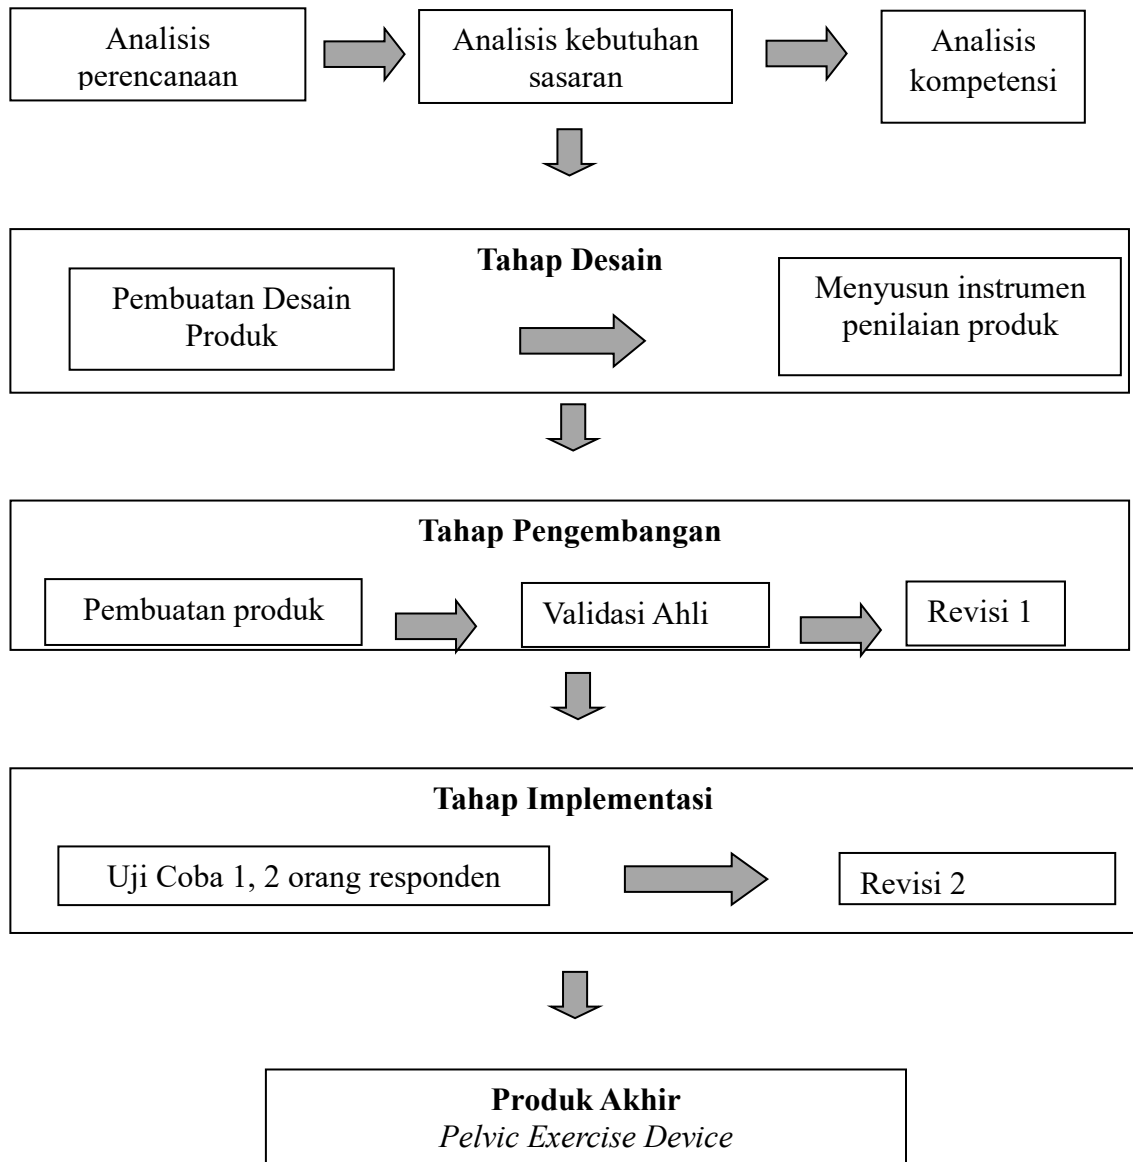 Analisis
perencanaan
Analisis kebutuhan
sasaran
Analisis
kompetensi
Tahap Desain
Pembuatan Desain
Produk
Menyusun instrumen
penilaian produk
Tahap Pengembangan
Pembuatan produk
Validasi Ahli
Revisi 1
Tahap Implementasi
Uji Coba 1, 2 orang responden
Revisi 2
Produk Akhir
Pelvic Exercise Device